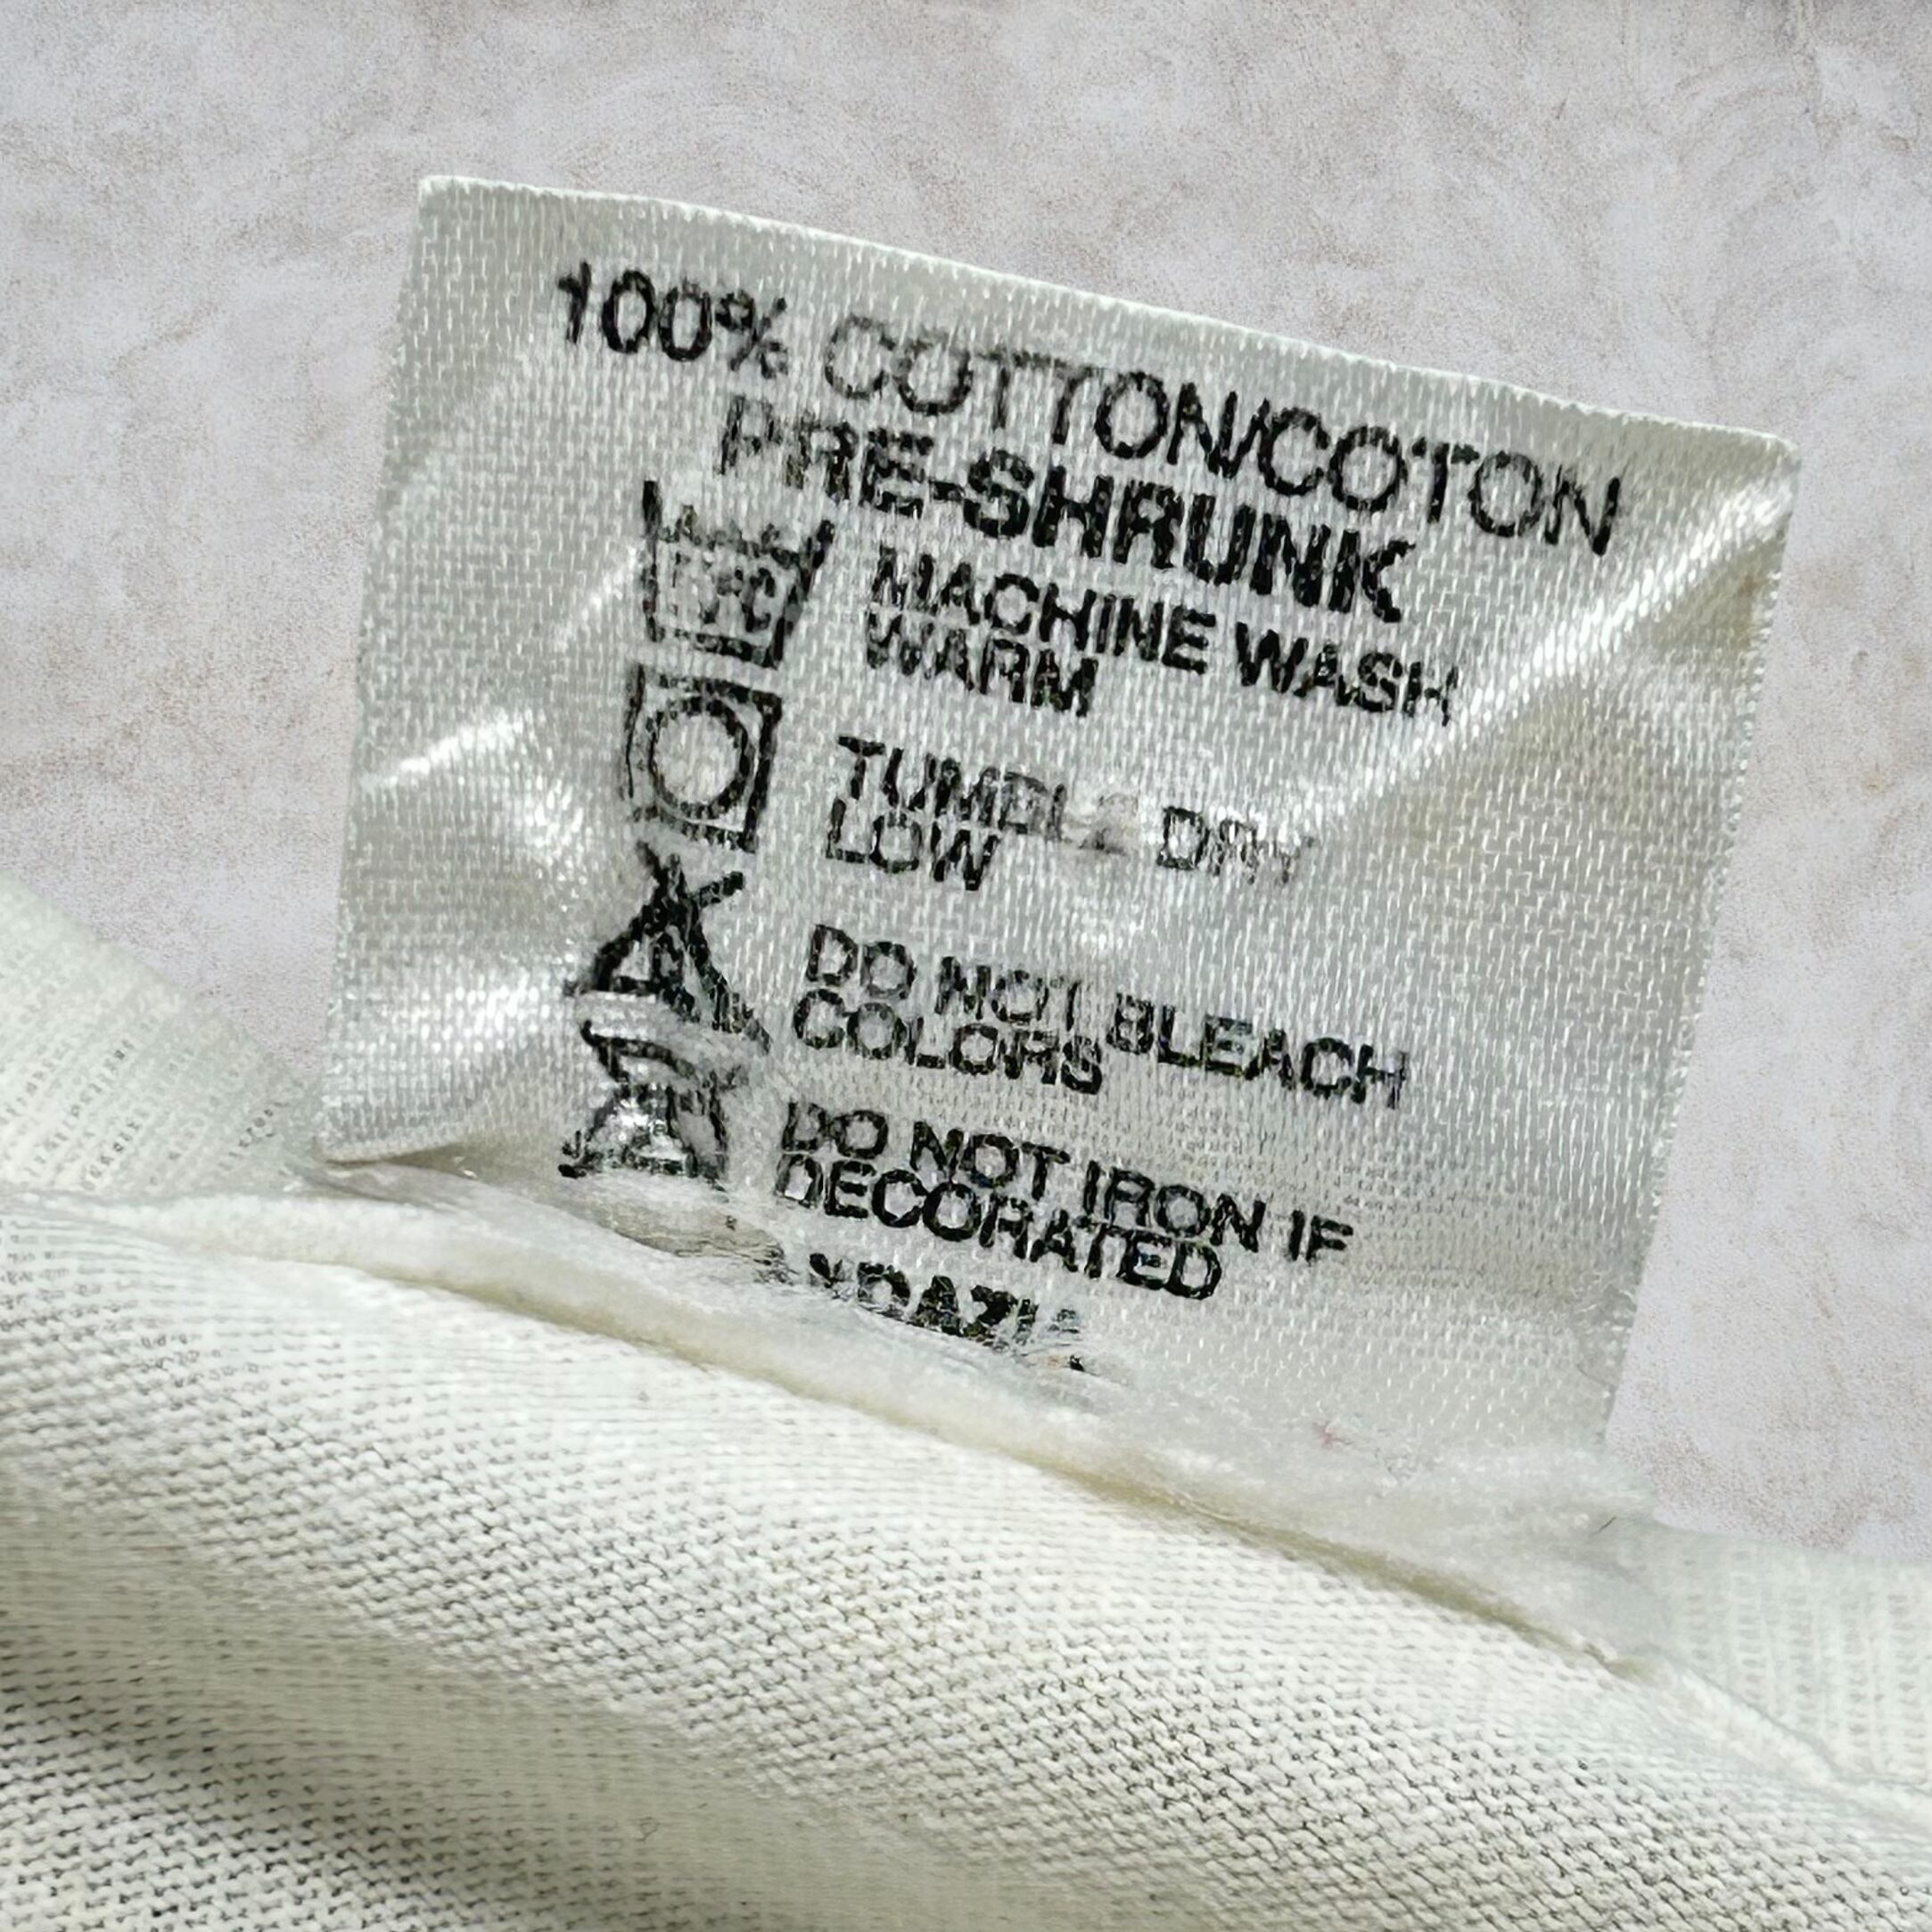 100% COTTON/COTON
PRE-SHRUNK
MACHINE WASH
WARM
TUMBLE DRY
LOW
DO NOT BLEACH
COLORS
DO NOT IRON IF
DECORATED